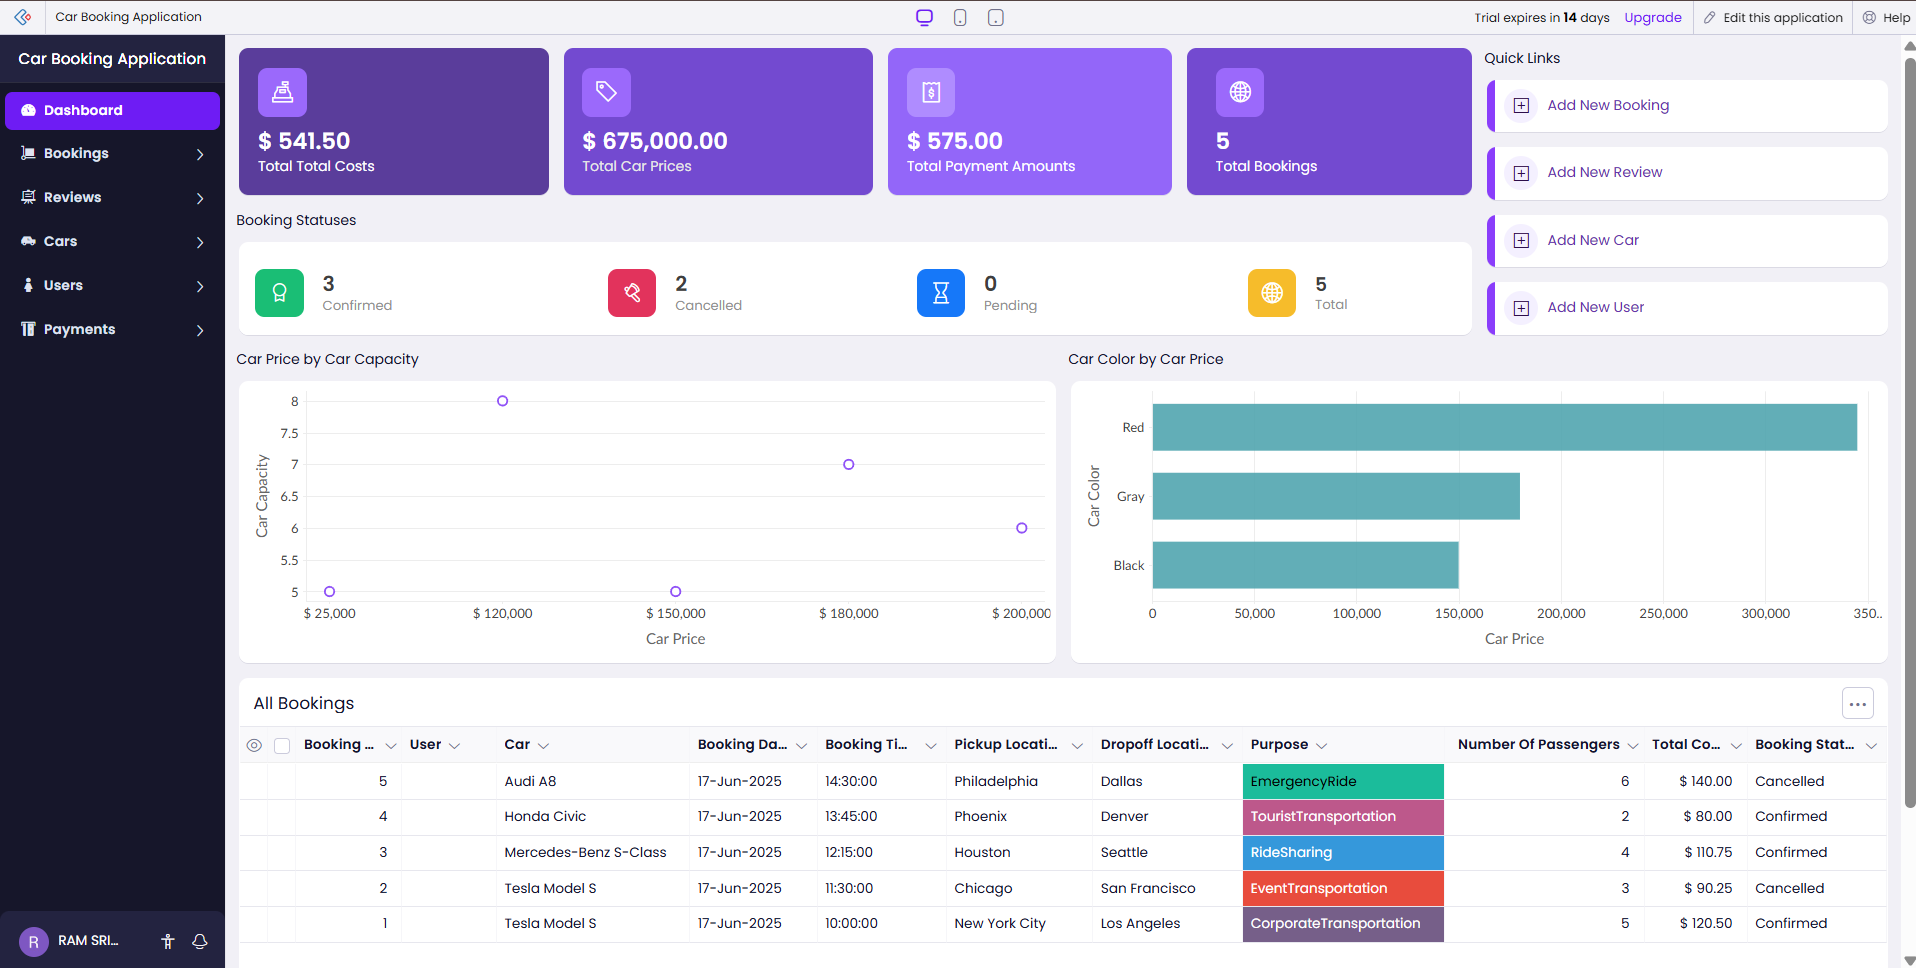 Car Booking Application
Trial expires in 14 days Upgrade Edit this application Help
Car Booking Application
Dashboard
Bookings
Reviews
Cars
Users
Payments
RAM SRI...
R
$ 541.50
Total Total Costs
$ 675,000.00
Total Car Prices
$ 575.00
Total Payment Amounts
5
Total Bookings
Quick Links
Add New Booking
Add New Review
Add New Car
Add New User
Booking Statuses
3
Confirmed
2
Cancelled
0
Pending
5
Total
Car Price by Car Capacity
8
7.5
7
6.5
6
5.5
5
Car Capacity
$ 25,000 $ 120,000 $ 150,000 $ 180,000 $ 200,000
Car Price
Car Color by Car Price
Red
Gray
Black
Car Color
0 50,000 100,000 150,000 200,000 250,000 300,000 350..
Car Price
All Bookings
Booking ... User Car Booking Da... Booking Ti... Pickup Locati... Dropoff Locati... Purpose Number Of Passengers Total Co... Booking Stat...
5 Audi A8 17-Jun-2025 14:30:00 Philadelphia Dallas EmergencyRide 6 $ 140.00 Cancelled
4 Honda Civic 17-Jun-2025 13:45:00 Phoenix Denver TouristTransportation 2 $ 80.00 Confirmed
3 Mercedes-Benz S-Class 17-Jun-2025 12:15:00 Houston Seattle RideSharing 4 $ 110.75 Confirmed
2 Tesla Model S 17-Jun-2025 11:30:00 Chicago San Francisco EventTransportation 3 $ 90.25 Cancelled
1 Tesla Model S 17-Jun-2025 10:00:00 New York City Los Angeles CorporateTransportation 5 $ 120.50 Confirmed